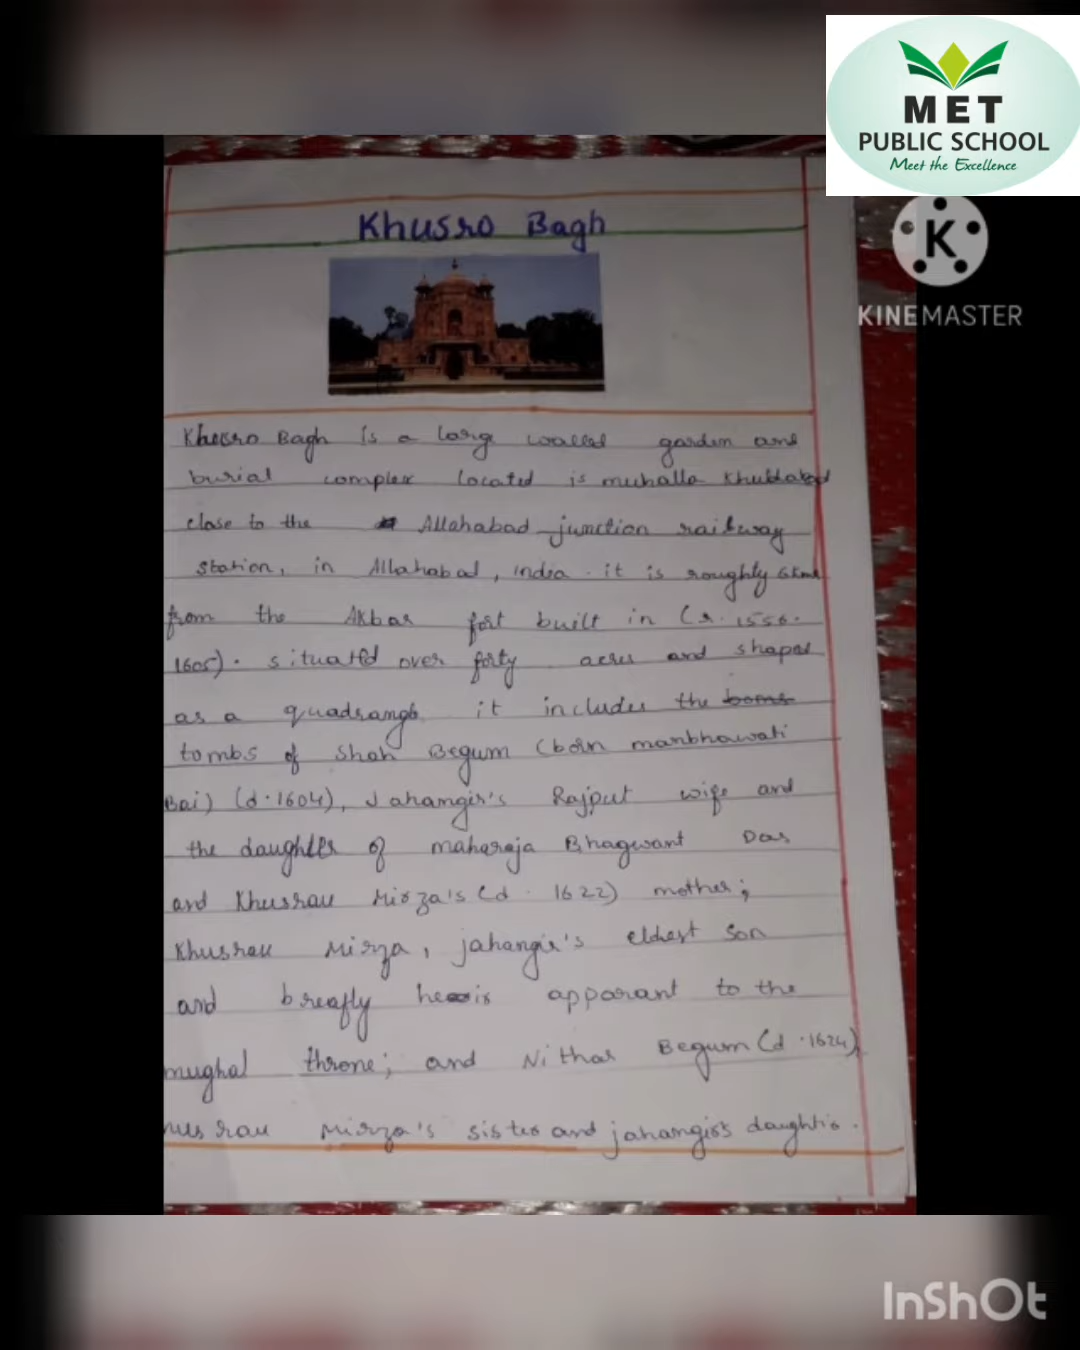 MET
PUBLIC SCHOOL
Meet the Excellence
K
KINEMASTER
Khusro Bagh
Khusro Bagh Is a large walled garden and
burial complex located is muhalla Khuldabad
close to the Allahabad junction railway
station, in Allahabad, india. it is roughly 6km
from the Akbar fort built in (r. 1556.
1605). situated over forty acres and shaped
as a quadrangle it includes the
tombs of Shah Begum (born manbhawati
Bai) (d. 1604), Jahamgir's Rajput wife and
the daughter of maharaja Bhagwant Das
and Khusrau Mirza's (d. 1622) mother;
Khusrau Mirza, jahangir's eldest son
and breafly heir apparant to the
mughal throne; and Nithar Begum (d. 1624),
usrau Mirza's sister and jahangir's
InShOt